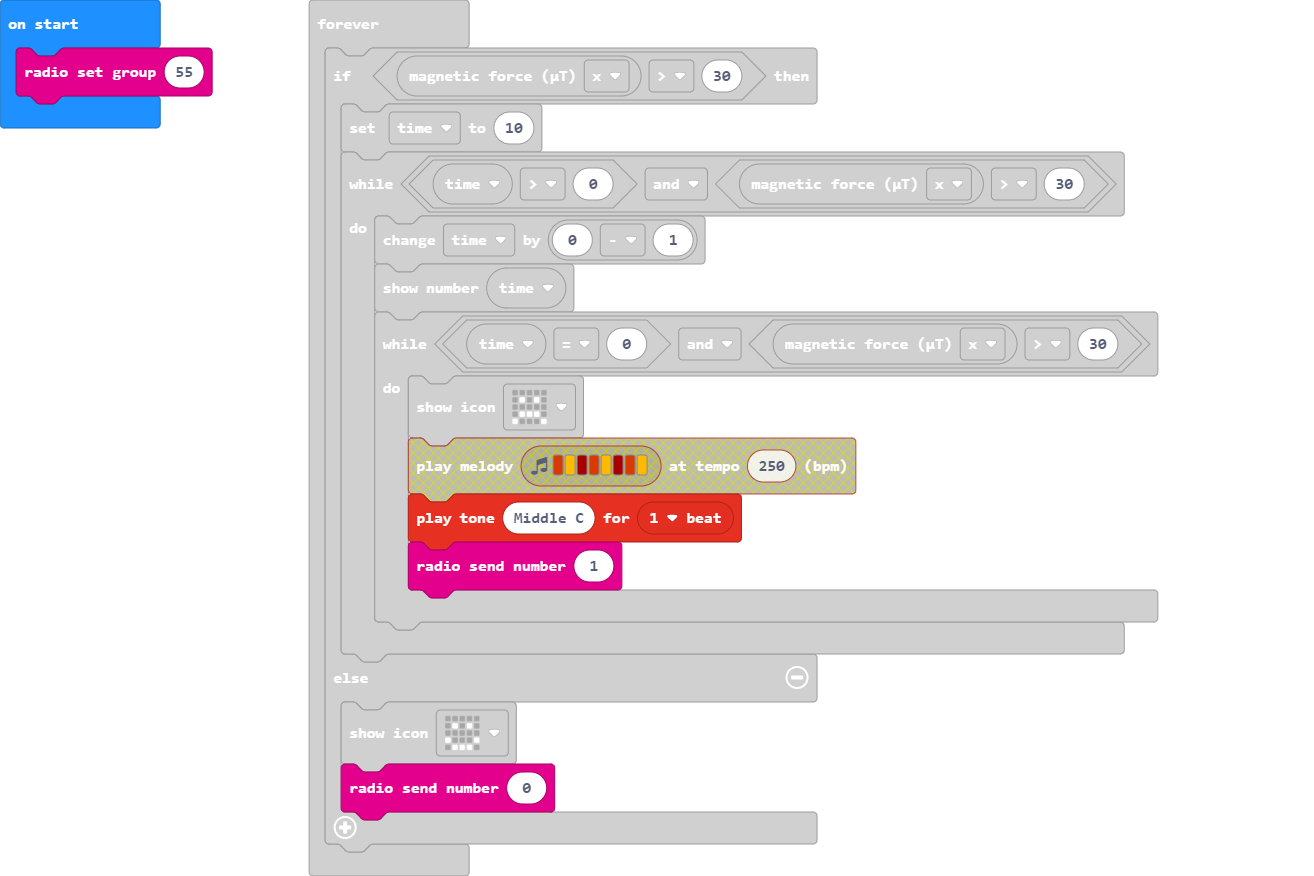 on start
radio set group 55
forever
if magnetic force (µT) x > 30 then
set time to 10
while time > 0 and magnetic force (µT) x > 30
do
change time by 0 - 1
show number time
while time = 0 and magnetic force (µT) x > 30
do
show icon
play melody at tempo 250 (bpm)
play tone Middle C for 1 beat
radio send number 1
else
show icon
radio send number 0